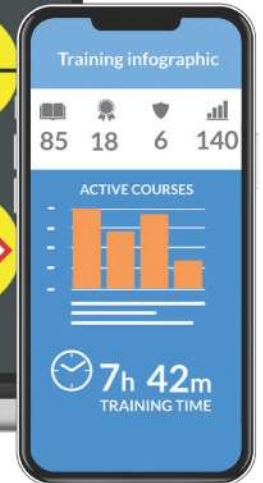 Training infographic
85 18 6 140
ACTIVE COURSES
7h 42m
TRAINING TIME